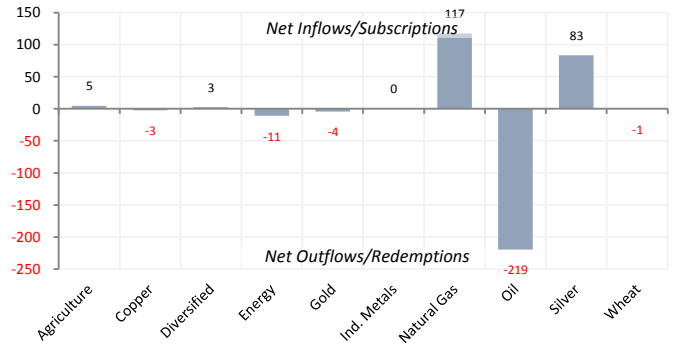 150
100
50
0
-50
-100
-150
-200
-250
Net Inflows/Subscriptions
117
5
3
0
83
-3
-11
-4
-1
-219
Net Outflows/Redemptions
Agriculture
Copper
Diversified
Energy
Gold
Ind. Metals
Natural Gas
Oil
Silver
Wheat